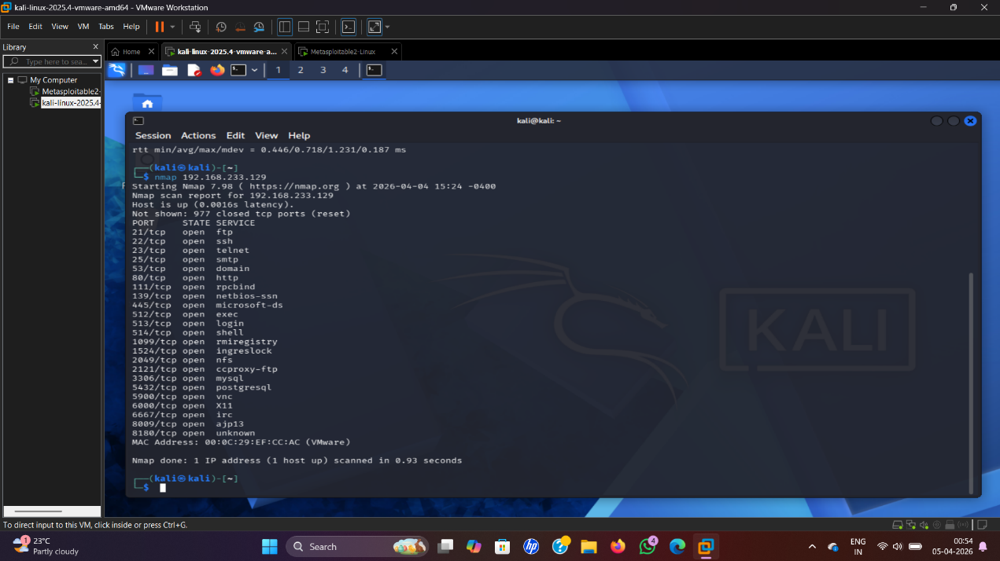 kali-linux-2025.4-vmware-amd64 - VMware Workstation
File Edit View VM Tabs Help
Library
Type here to sea...
My Computer
Metasploitable2-
kali-linux-2025.4-
Home
kali-linux-2025.4-vmware-a...
Metasploitable2-Linux
1 2 3 4
kali@kali: ~
Session Actions Edit View Help
rtt min/avg/max/mdev = 0.446/0.718/1.231/0.187 ms
┌──(kali㉿kali)-[~]
└─$ nmap 192.168.233.129
Starting Nmap 7.98 ( https://nmap.org ) at 2026-04-04 15:24 -0400
Nmap scan report for 192.168.233.129
Host is up (0.0016s latency).
Not shown: 977 closed tcp ports (reset)
PORT STATE SERVICE
21/tcp open ftp
22/tcp open ssh
23/tcp open telnet
25/tcp open smtp
53/tcp open domain
80/tcp open http
111/tcp open rpcbind
139/tcp open netbios-ssn
445/tcp open microsoft-ds
512/tcp open exec
513/tcp open login
514/tcp open shell
1099/tcp open rmiregistry
1524/tcp open ingreslock
2049/tcp open nfs
2121/tcp open ccproxy-ftp
3306/tcp open mysql
5432/tcp open postgresql
5900/tcp open vnc
6000/tcp open X11
6667/tcp open irc
8009/tcp open ajp13
8180/tcp open unknown
MAC Address: 00:0C:29:EF:CC:AC (VMware)
Nmap done: 1 IP address (1 host up) scanned in 0.93 seconds
┌──(kali㉿kali)-[~]
└─$
KALI
To direct input to this VM, click inside or press Ctrl+G.
1
23°C
Partly cloudy
Search
hp
4
ENG
IN
00:54
05-04-2026